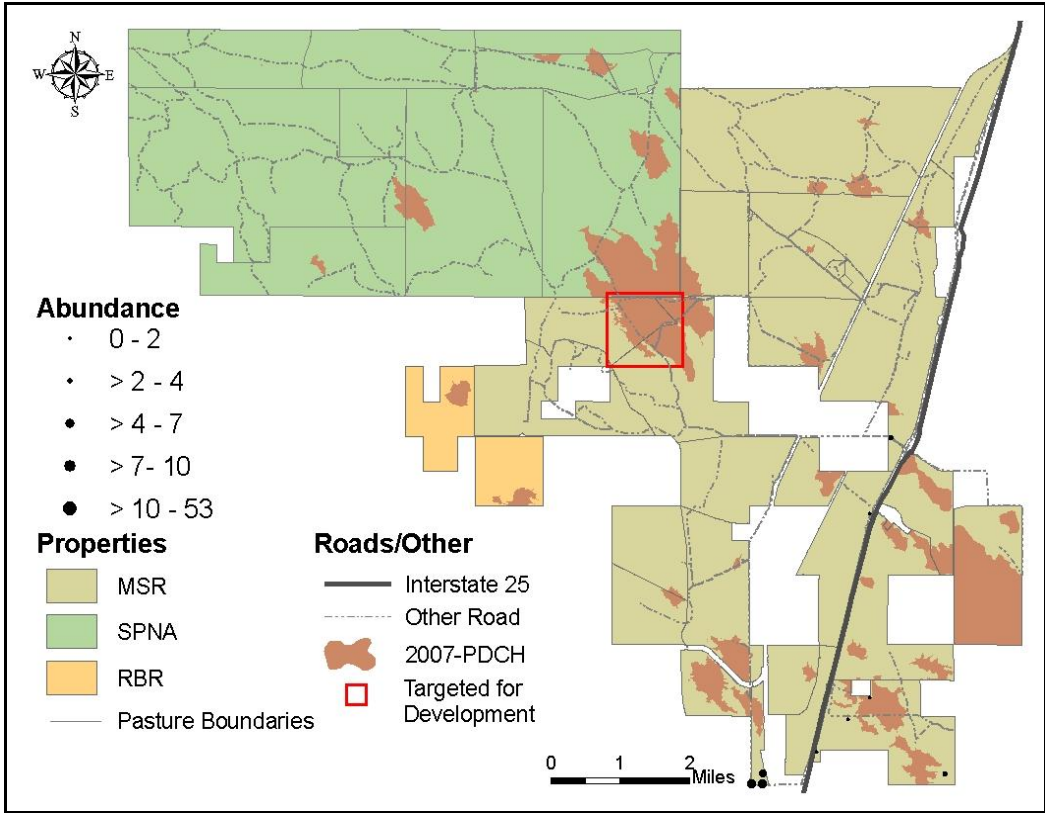 N
W E
S
Abundance
0 - 2
> 2 - 4
> 4 - 7
> 7- 10
> 10 - 53
Properties
MSR
SPNA
RBR
Pasture Boundaries
Roads/Other
Interstate 25
Other Road
2007-PDCH
Targeted for
Development
0 1 2
Miles